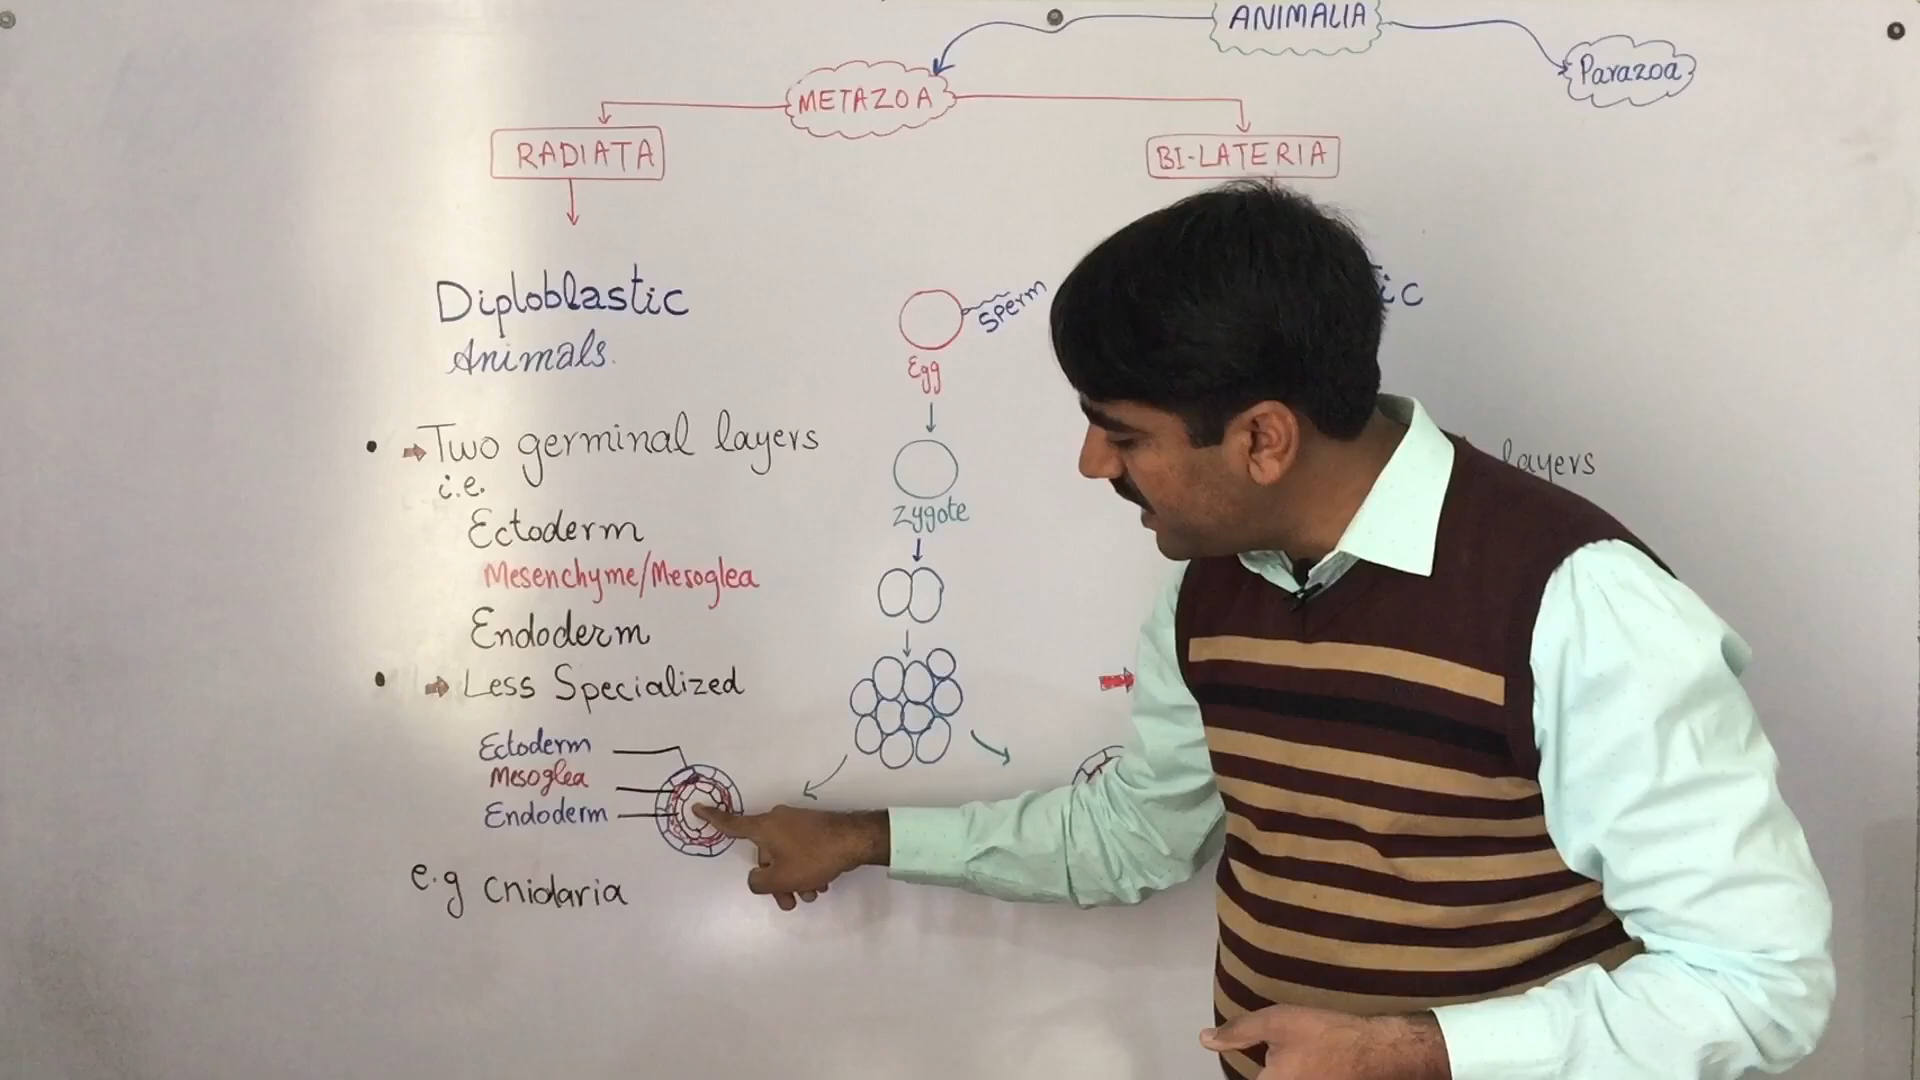 ANIMALIA
Parazoa
METAZOA
RADIATA
BI-LATERIA
Diploblastic
Animals.
Sperm
Egg
ic
• Two germinal layers
i.e.
Ectoderm
Mesenchyme/Mesoglea
Endoderm
• Less Specialized
Zygote
layers
Ectoderm
Mesoglea
Endoderm
e.g Cnidaria